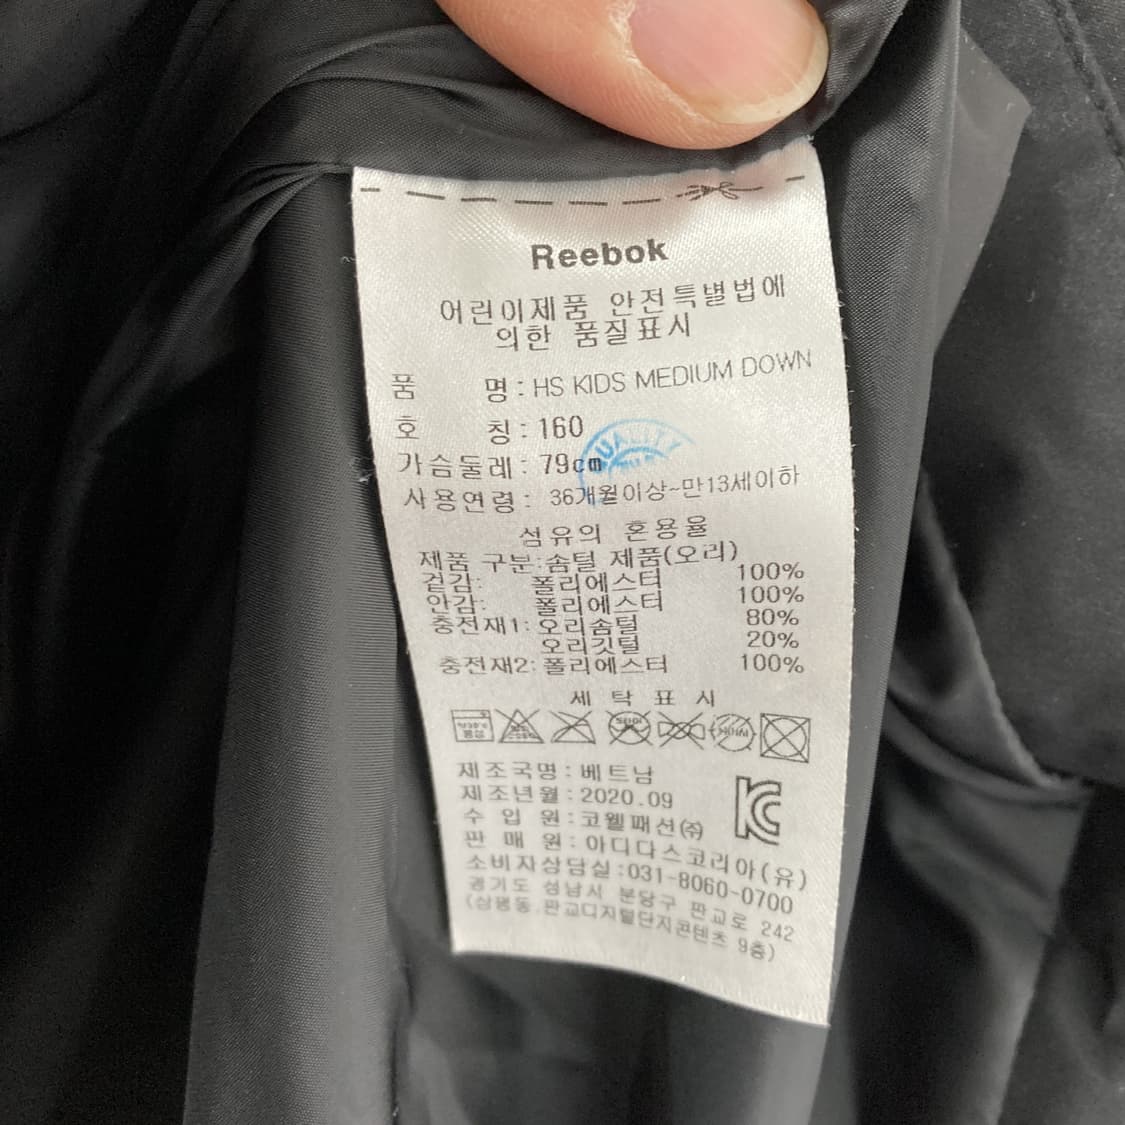 Reebok
어린이제품 안전특별법에
의한 품질표시
품 명 : HS KIDS MEDIUM DOWN
호 칭 : 160
가슴둘레 : 79cm
사용연령 : 36개월이상~만13세이하
섬유의 혼용율
제품 구분:솜털 제품(오리)
겉감: 폴리에스터 100%
안감: 폴리에스터 100%
충전재1: 오리솜털 80%
오리깃털 20%
충전재2: 폴리에스터 100%
세 탁 표 시
제조국명 : 베트남
제조년월 : 2020.09
수 입 원 : 코웰패션㈜
판 매 원 : 아디다스코리아(유)
소비자상담실:031-8060-0700
경기도 성남시 분당구 판교로 242
(삼평동,판교디지털단지콘텐츠 9층)